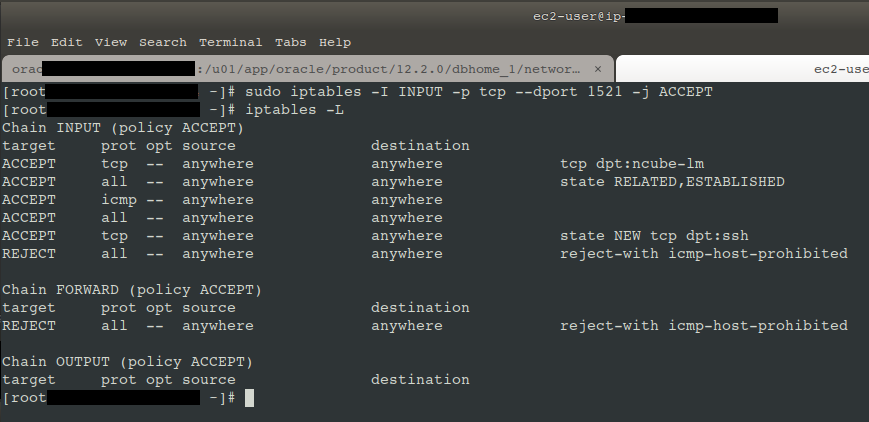 ec2-user@ip-
File Edit View Search Terminal Tabs Help
orac :/u01/app/oracle/product/12.2.0/dbhome_1/networ... × ec2-use
[root ~]# sudo iptables -I INPUT -p tcp --dport 1521 -j ACCEPT
[root ~]# iptables -L
Chain INPUT (policy ACCEPT)
target     prot opt source               destination
ACCEPT     tcp  --  anywhere             anywhere             tcp dpt:ncube-lm
ACCEPT     all  --  anywhere             anywhere             state RELATED,ESTABLISHED
ACCEPT     icmp --  anywhere             anywhere
ACCEPT     all  --  anywhere             anywhere
ACCEPT     tcp  --  anywhere             anywhere             state NEW tcp dpt:ssh
REJECT     all  --  anywhere             anywhere             reject-with icmp-host-prohibited
Chain FORWARD (policy ACCEPT)
target     prot opt source               destination
REJECT     all  --  anywhere             anywhere             reject-with icmp-host-prohibited
Chain OUTPUT (policy ACCEPT)
target     prot opt source               destination
[root ~]#